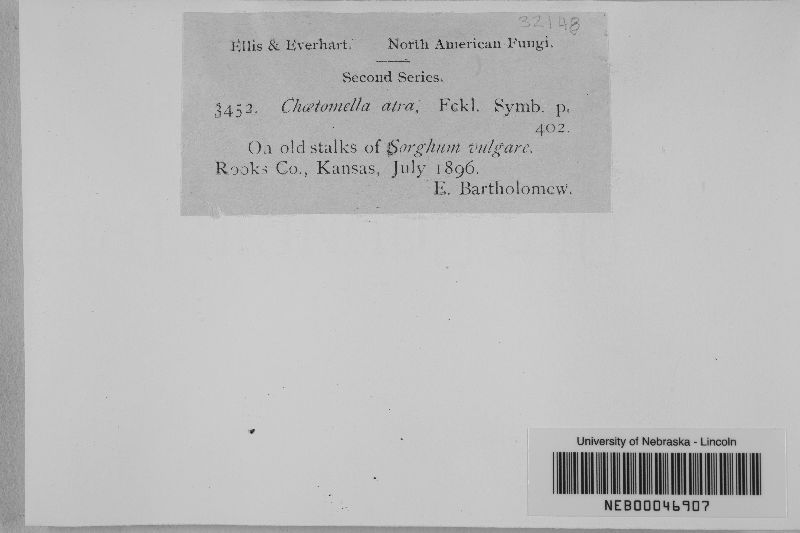 32148
Ellis & Everhart. North American Fungi.
Second Series.
3452. Chætomella atra, Fckl. Symb. p.
402.
On old stalks of Sorghum vulgare.
Rooks Co., Kansas, July 1896.
E. Bartholomew.
University of Nebraska - Lincoln
NEB00046907